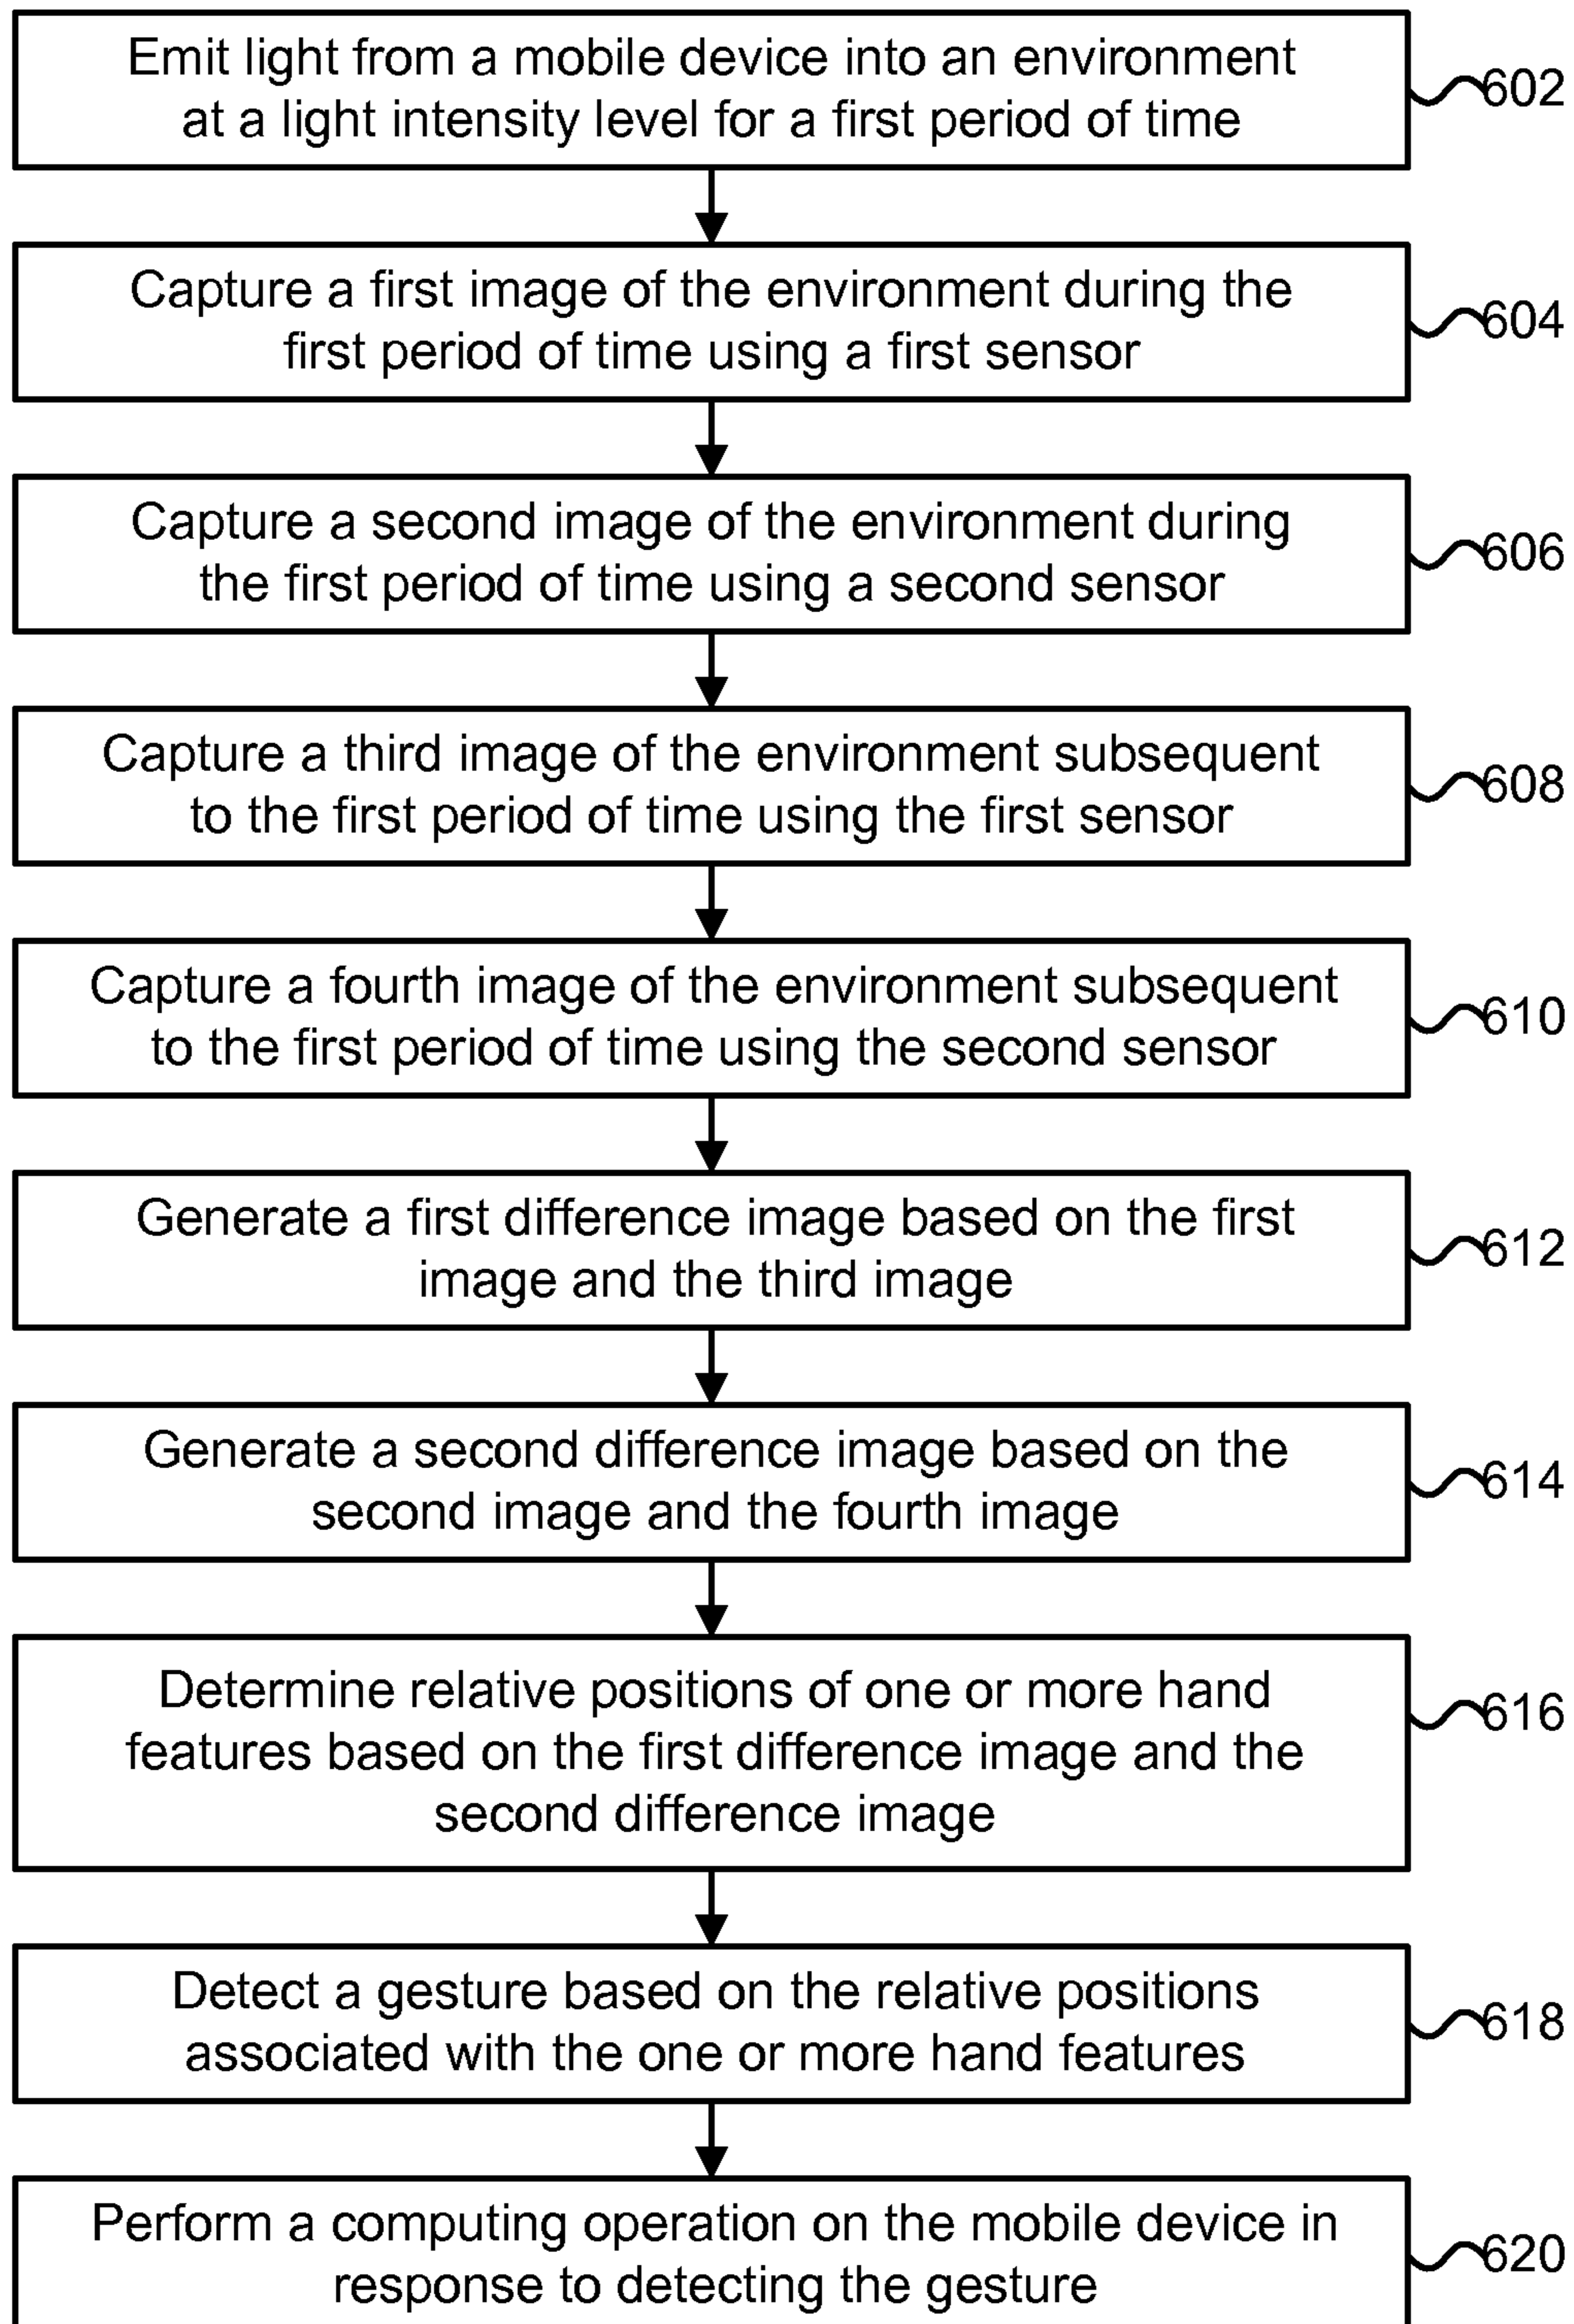 Emit light from a mobile device into an environment
at a light intensity level for a first period of time
602
Capture a first image of the environment during the
first period of time using a first sensor
604
Capture a second image of the environment during
the first period of time using a second sensor
606
Capture a third image of the environment subsequent
to the first period of time using the first sensor
608
Capture a fourth image of the environment subsequent
to the first period of time using the second sensor
610
Generate a first difference image based on the first
image and the third image
612
Generate a second difference image based on the
second image and the fourth image
614
Determine relative positions of one or more hand
features based on the first difference image and the
second difference image
616
Detect a gesture based on the relative positions
associated with the one or more hand features
618
Perform a computing operation on the mobile device in
response to detecting the gesture
620